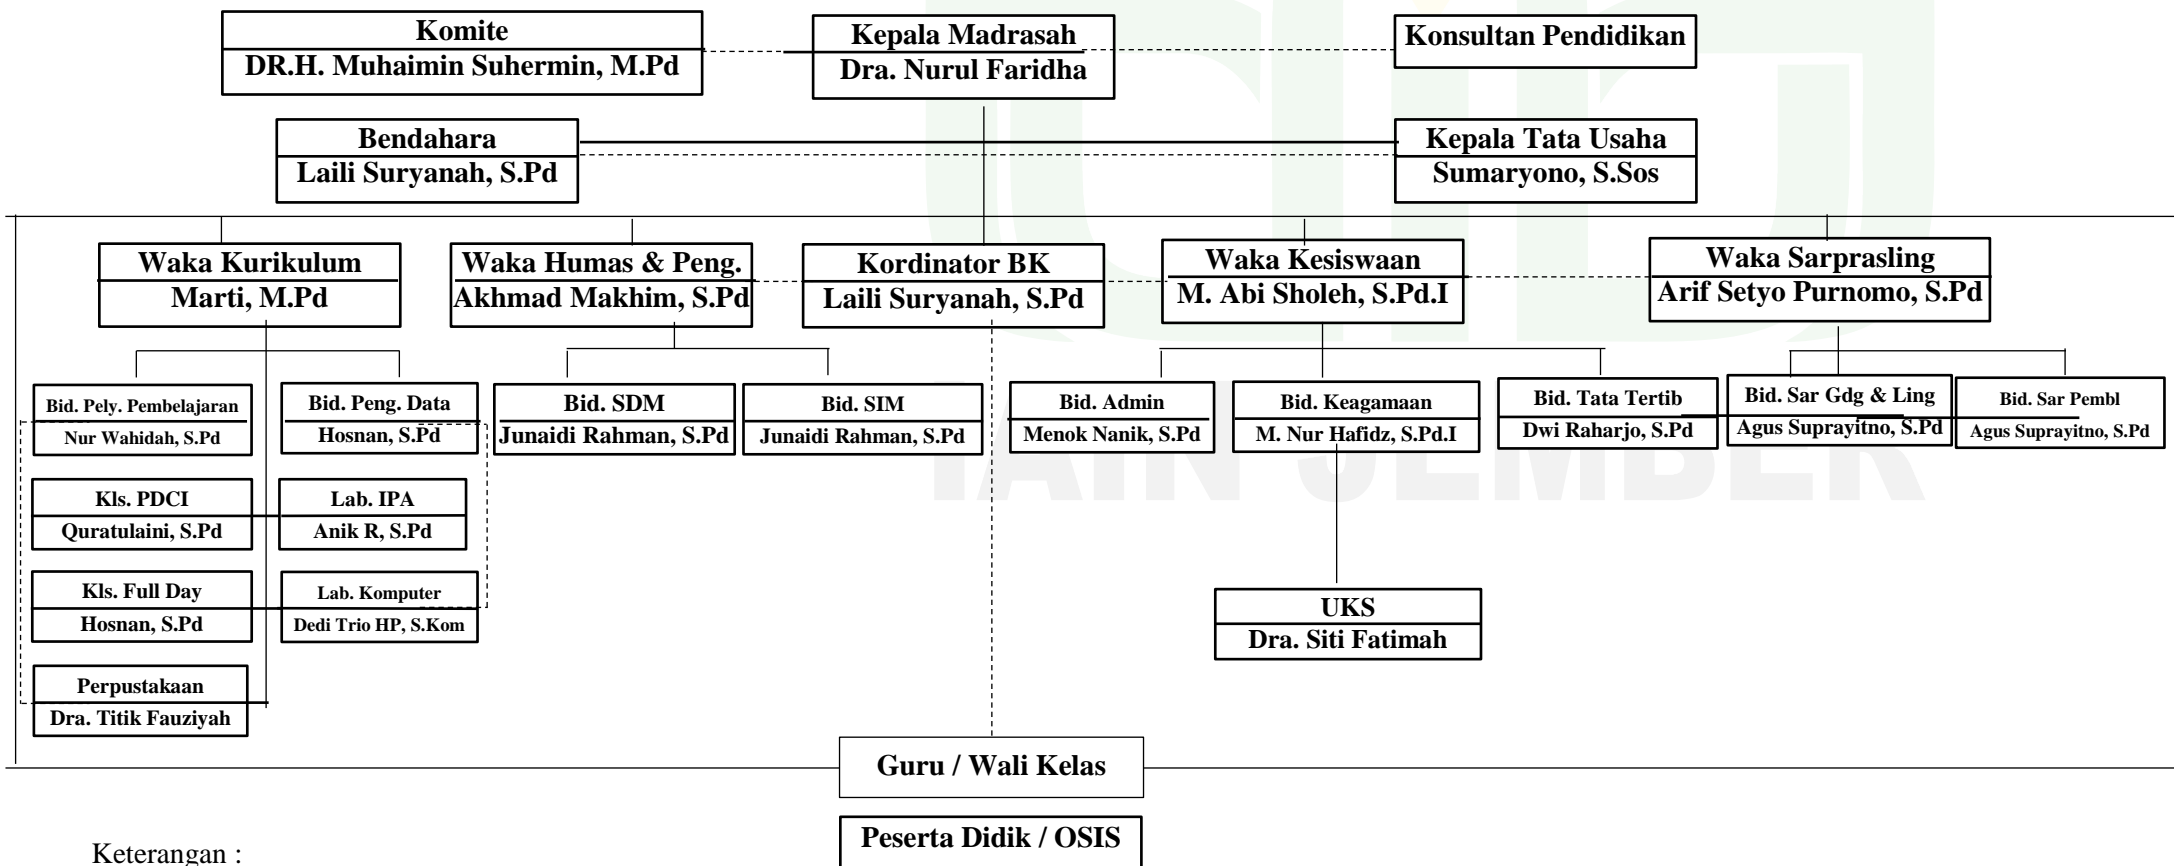 Komite
DR.H. Muhaimin Suhermin, M.Pd
Kepala Madrasah
Dra. Nurul Faridha
Konsultan Pendidikan
Bendahara
Laili Suryanah, S.Pd
Kepala Tata Usaha
Sumaryono, S.Sos
Waka Kurikulum
Marti, M.Pd
Waka Humas & Peng.
Akhmad Makhim, S.Pd
Kordinator BK
Laili Suryanah, S.Pd
Waka Kesiswaan
M. Abi Sholeh, S.Pd.I
Waka Sarprasling
Arif Setyo Purnomo, S.Pd
Bid. Pely. Pembelajaran
Nur Wahidah, S.Pd
Bid. Peng. Data
Hosnan, S.Pd
Bid. SDM
Junaidi Rahman, S.Pd
Bid. SIM
Junaidi Rahman, S.Pd
Bid. Admin
Menok Nanik, S.Pd
Bid. Keagamaan
M. Nur Hafidz, S.Pd.I
Bid. Tata Tertib
Dwi Raharjo, S.Pd
Bid. Sar Gdg & Ling
Agus Suprayitno, S.Pd
Bid. Sar Pembl
Agus Suprayitno, S.Pd
IAIN JEMBER
Kls. PDCI
Quratulaini, S.Pd
Lab. IPA
Anik R, S.Pd
Kls. Full Day
Hosnan, S.Pd
Lab. Komputer
Dedi Trio HP, S.Kom
UKS
Dra. Siti Fatimah
Perpustakaan
Dra. Titik Fauziyah
Guru / Wali Kelas
Peserta Didik / OSIS
Keterangan :